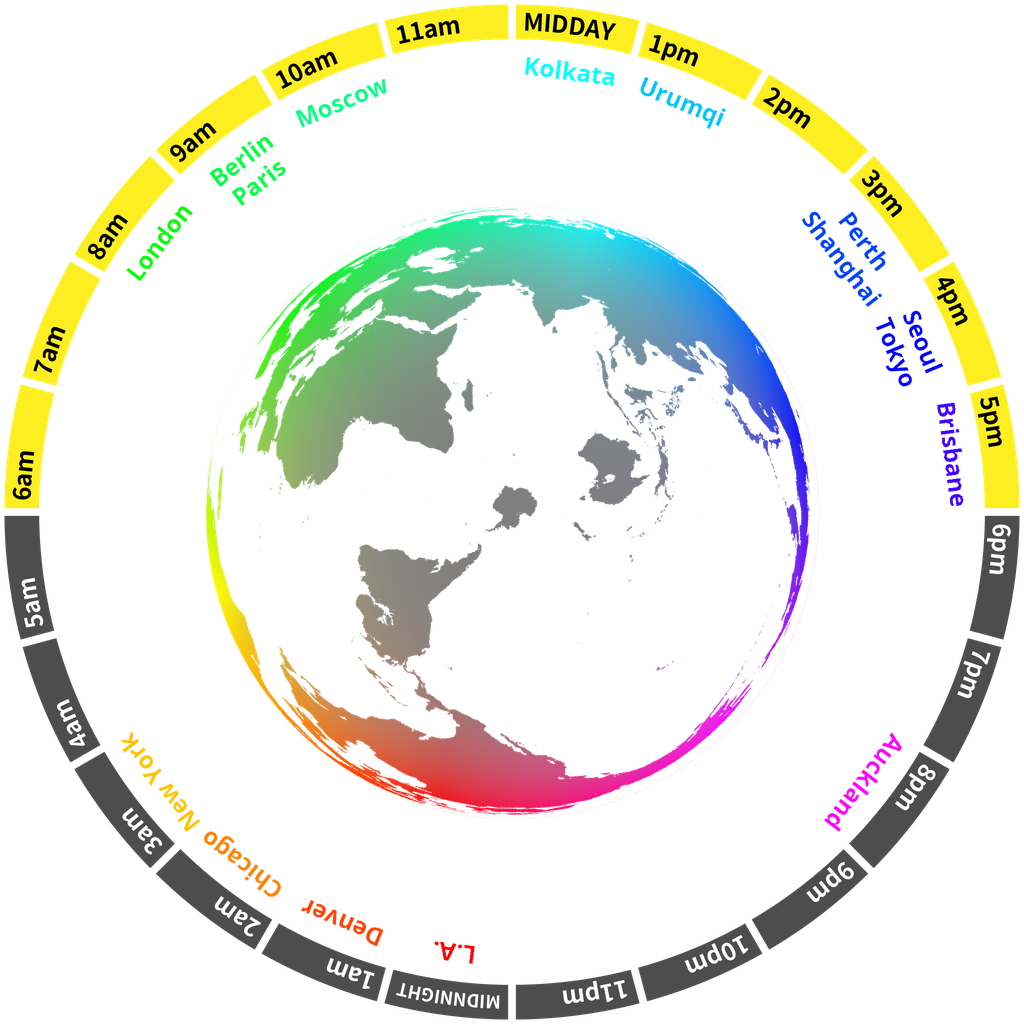 MIDDAY
1pm
2pm
3pm
4pm
5pm
6pm
7pm
8pm
9pm
10pm
11pm
MIDNNIGHT
1am
2am
3am
4am
5am
6am
7am
8am
9am
10am
11am
Kolkata
Urumqi
Perth
Shanghai
Seoul
Tokyo
Brisbane
Auckland
L.A.
Denver
Chicago
New York
London
Berlin
Paris
Moscow